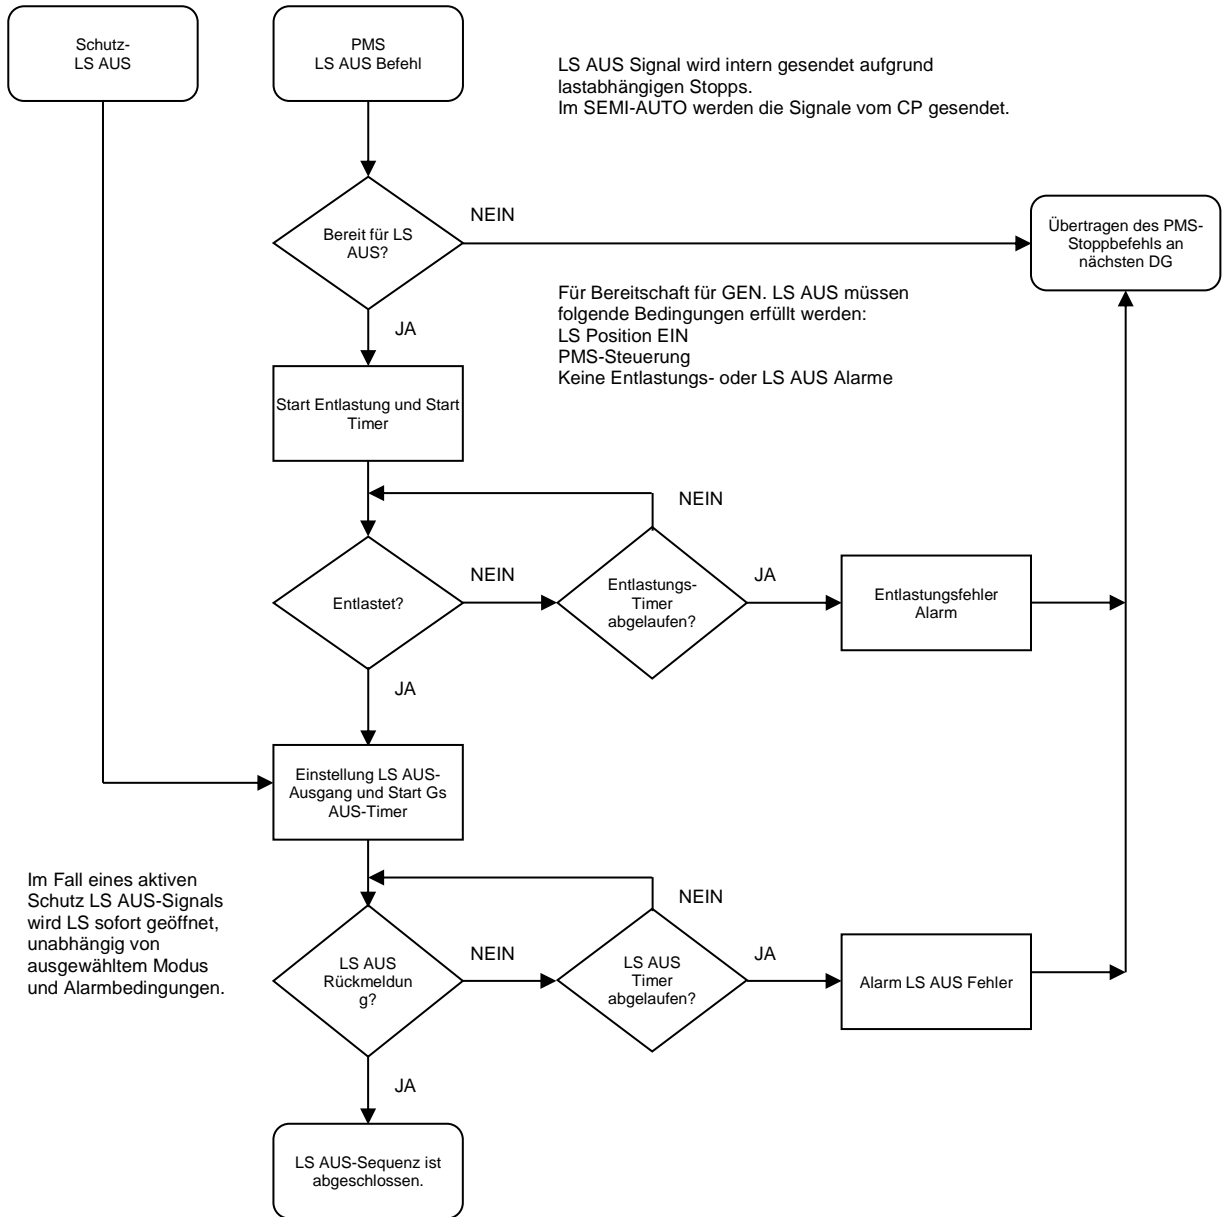 Schutz-
LS AUS
PMS
LS AUS Befehl
LS AUS Signal wird intern gesendet aufgrund
lastabhängigen Stopps.
Im SEMI-AUTO werden die Signale vom CP gesendet.
Bereit für LS
AUS?
NEIN
Übertragen des PMS-
Stoppbefehls an
nächsten DG
JA
Für Bereitschaft für GEN. LS AUS müssen
folgende Bedingungen erfüllt werden:
LS Position EIN
PMS-Steuerung
Keine Entlastungs- oder LS AUS Alarme
Start Entlastung und Start
Timer
NEIN
Entlastet?
NEIN
Entlastungs-
Timer
abgelaufen?
JA
Entlastungsfehler
Alarm
JA
Einstellung LS AUS-
Ausgang und Start Gs
AUS-Timer
Im Fall eines aktiven
Schutz LS AUS-Signals
wird LS sofort geöffnet,
unabhängig von
ausgewähltem Modus
und Alarmbedingungen.
NEIN
LS AUS
Rückmeldun
g?
NEIN
LS AUS
Timer
abgelaufen?
JA
Alarm LS AUS Fehler
JA
LS AUS-Sequenz ist
abgeschlossen.